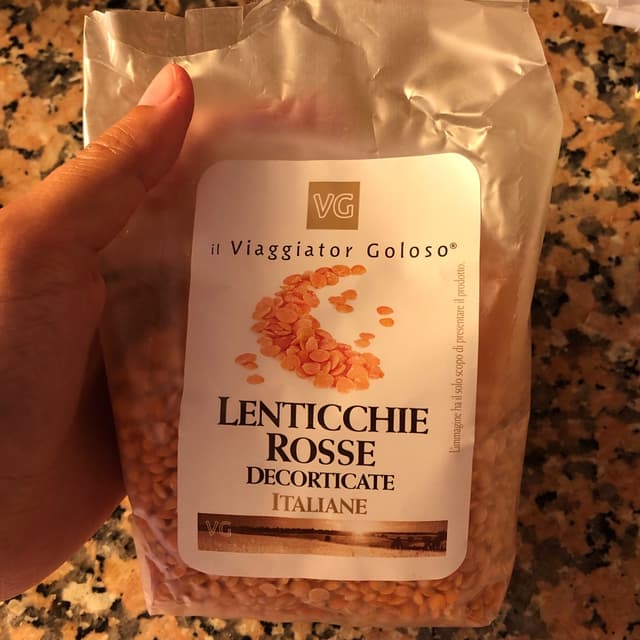 VG
il Viaggiator Goloso®
LENTICCHIE
ROSSE
DECORTICATE
ITALIANE
VG
L'immagine ha il solo scopo di presentare il prodotto.